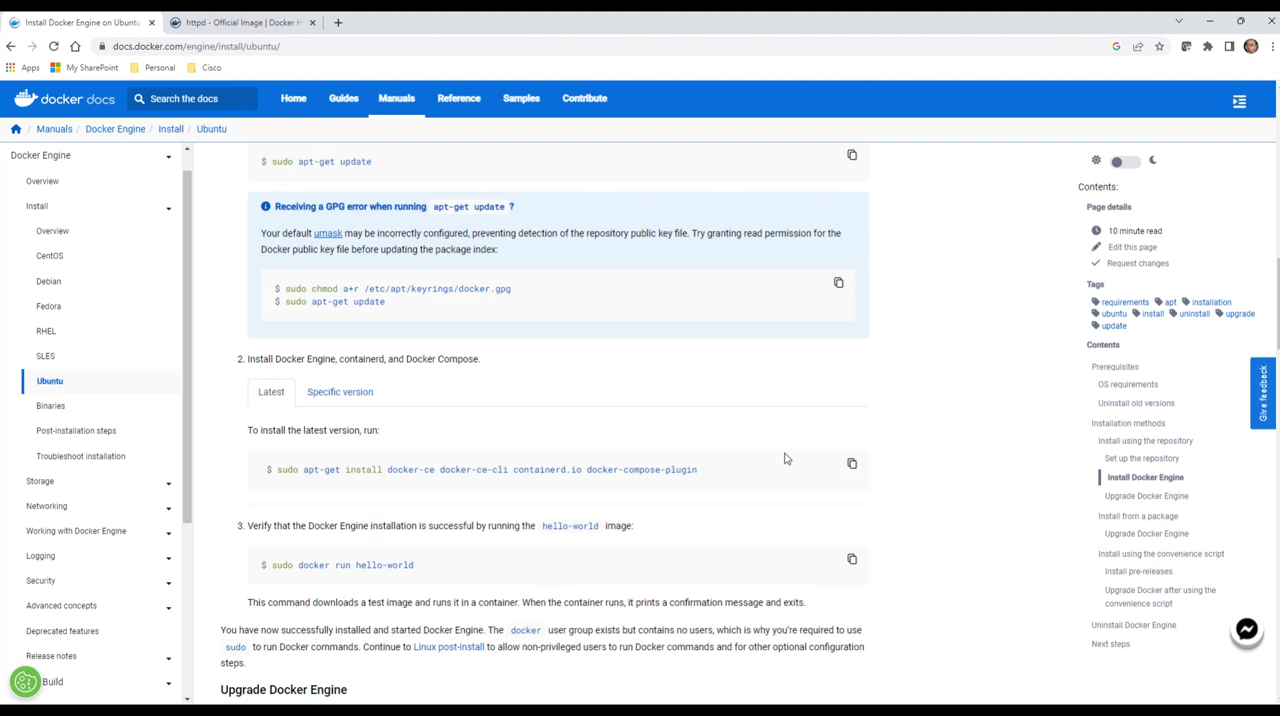 Install Docker Engine on Ubuntu
httpd - Official Image | Docker H
docs.docker.com/engine/install/ubuntu/
Apps My SharePoint Personal Cisco
docker docs Search the docs Home Guides Manuals Reference Samples Contribute
/ Manuals / Docker Engine / Install / Ubuntu
Docker Engine
Overview
Install
Overview
CentOS
Debian
Fedora
RHEL
SLES
Ubuntu
Binaries
Post-installation steps
Troubleshoot installation
Storage
Networking
Working with Docker Engine
Logging
Security
Advanced concepts
Deprecated features
Release notes
Build
$ sudo apt-get update
Receiving a GPG error when running apt-get update ?
Your default umask may be incorrectly configured, preventing detection of the repository public key file. Try granting read permission for the
Docker public key file before updating the package index:
$ sudo chmod a+r /etc/apt/keyrings/docker.gpg
$ sudo apt-get update
2. Install Docker Engine, containerd, and Docker Compose.
Latest Specific version
To install the latest version, run:
$ sudo apt-get install docker-ce docker-ce-cli containerd.io docker-compose-plugin
3. Verify that the Docker Engine installation is successful by running the hello-world image:
$ sudo docker run hello-world
This command downloads a test image and runs it in a container. When the container runs, it prints a confirmation message and exits.
You have now successfully installed and started Docker Engine. The docker user group exists but contains no users, which is why you're required to use
sudo to run Docker commands. Continue to Linux post-install to allow non-privileged users to run Docker commands and for other optional configuration
steps.
Upgrade Docker Engine
Contents:
Page details
10 minute read
Edit this page
Request changes
Tags
requirements apt installation
ubuntu install uninstall upgrade
update
Contents
Prerequisites
OS requirements
Uninstall old versions
Installation methods
Install using the repository
Set up the repository
Install Docker Engine
Upgrade Docker Engine
Install from a package
Upgrade Docker Engine
Install using the convenience script
Install pre-releases
Upgrade Docker after using the
convenience script
Uninstall Docker Engine
Next steps
Give feedback